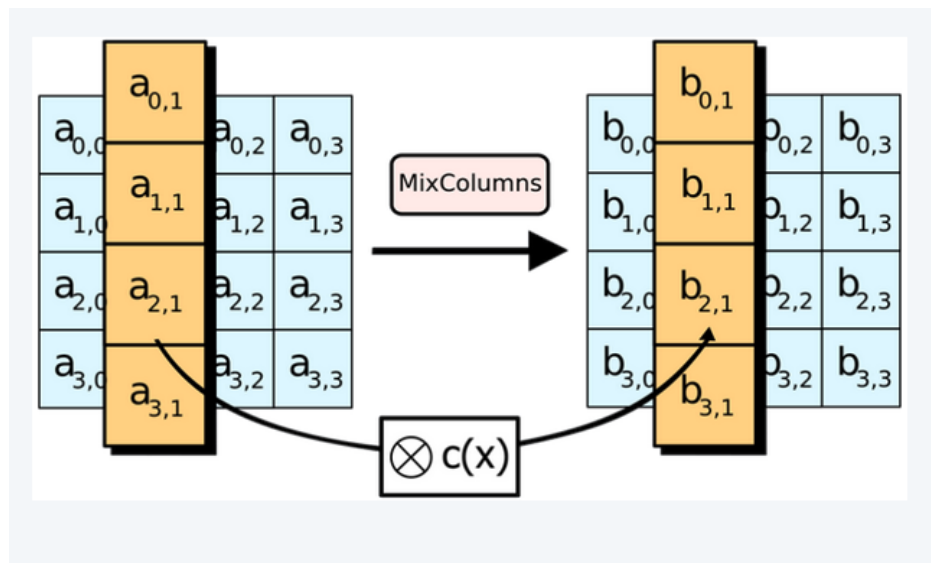 a0,1 b0,1
a0,0 a0,2 a0,3 b0,0 b0,2 b0,3
MixColumns
a1,1 b1,1
a1,0 a1,2 a1,3 b1,0 b1,2 b1,3
a2,0 a2,1 a2,2 a2,3 b2,0 b2,1 b2,2 b2,3
a3,0 a3,1 a3,2 a3,3 b3,0 b3,1 b3,2 b3,3
⊗ c(x)